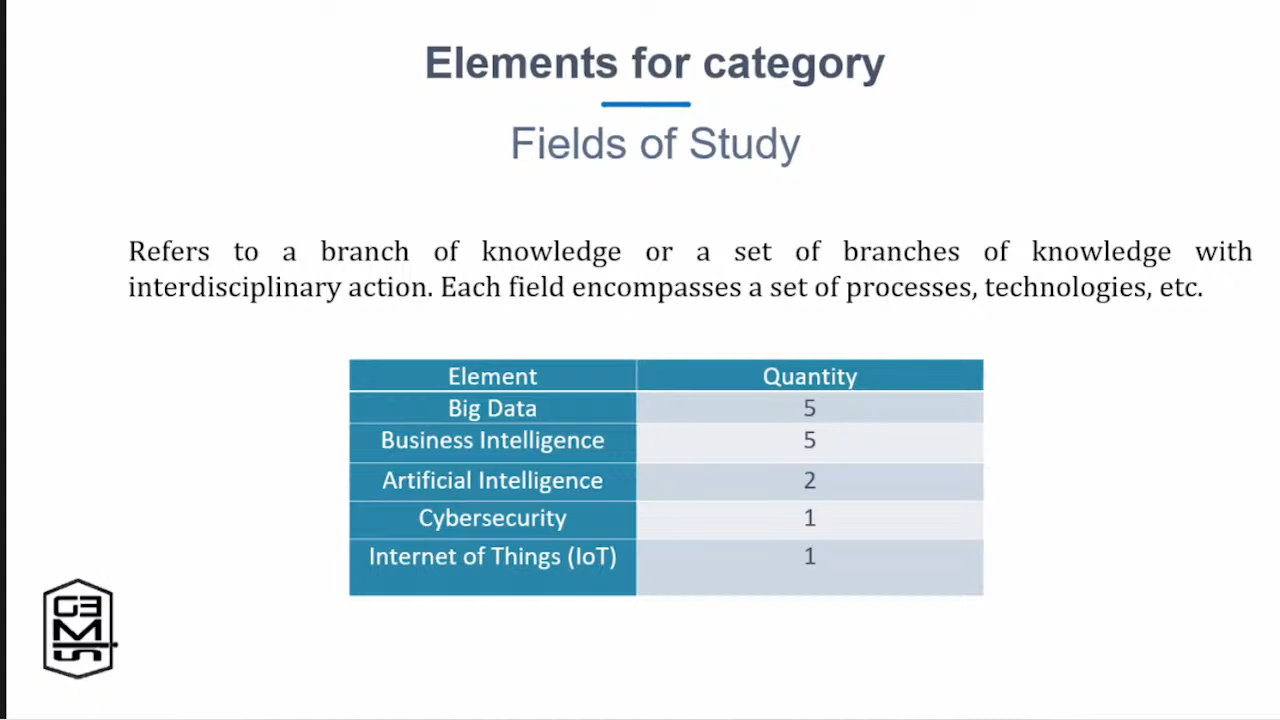 Elements for category
Fields of Study
Refers to a branch of knowledge or a set of branches of knowledge with
interdisciplinary action. Each field encompasses a set of processes, technologies, etc.
Element Quantity
Big Data 5
Business Intelligence 5
Artificial Intelligence 2
Cybersecurity 1
Internet of Things (IoT) 1